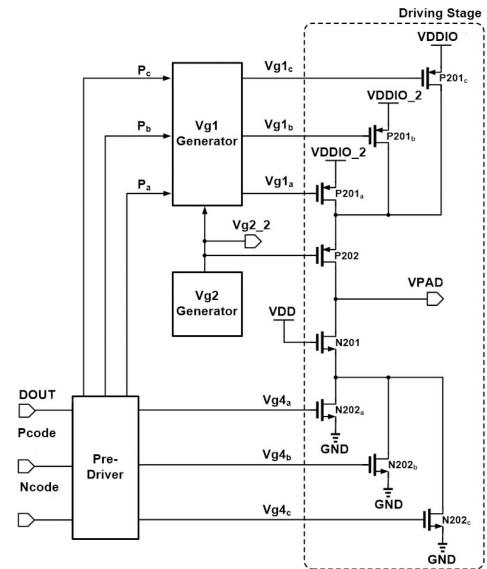 Driving Stage
VDDIO
Pc
Vg1c
P201c
VDDIO_2
Vg1
Generator
Pb
Vg1b
P201b
VDDIO_2
Pa
Vg1a
P201a
Vg2_2
P202
Vg2
Generator
VPAD
VDD
N201
DOUT
Vg4a
N202a
Pcode
GND
Pre-
Driver
Vg4b
N202b
Ncode
GND
Vg4c
N202c
GND